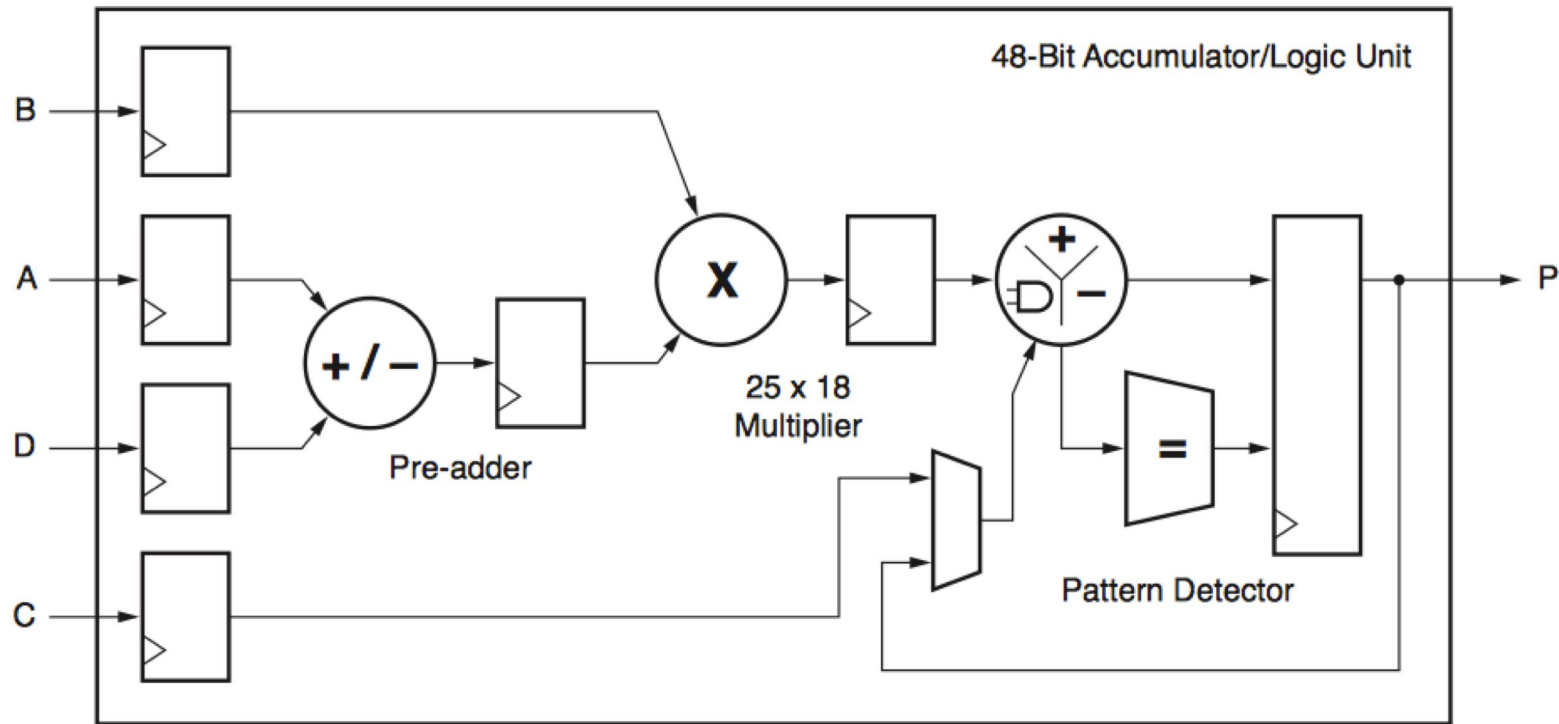 48-Bit Accumulator/Logic Unit
B
A
+ / –
D
Pre-adder
X
25 x 18
Multiplier
+
–
=
P
Pattern Detector
C